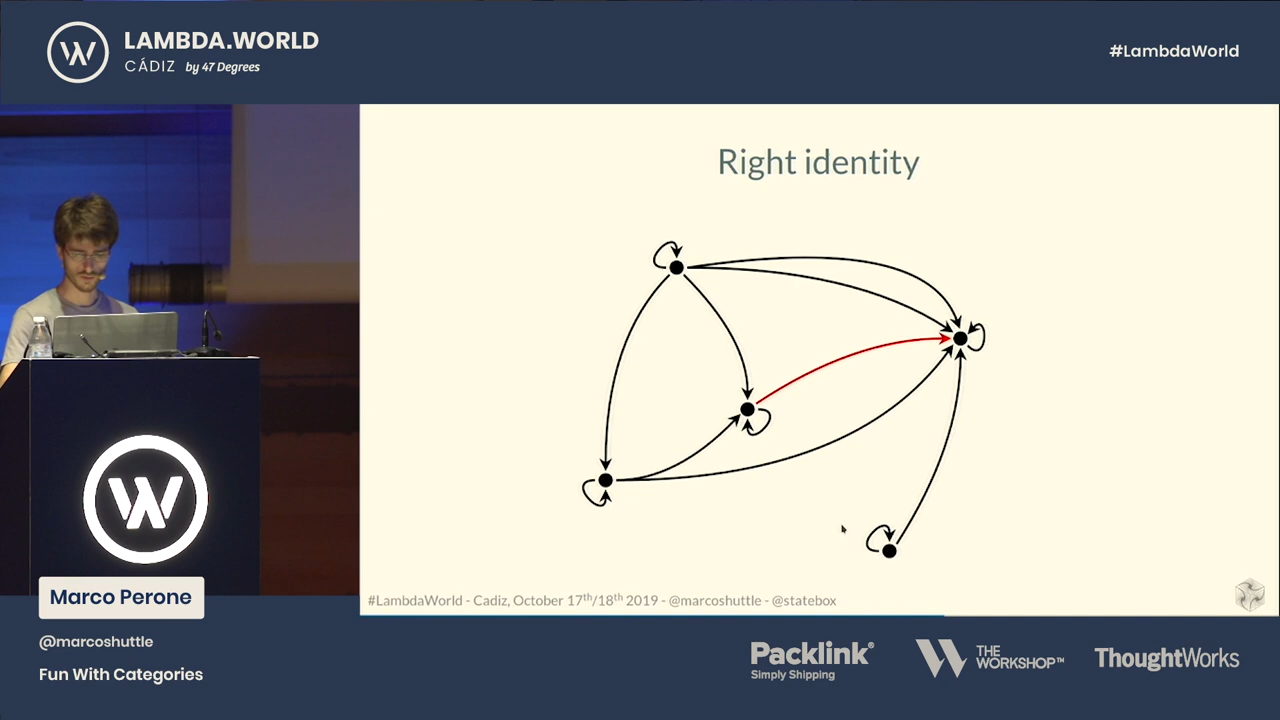 LAMBDA.WORLD
CÁDIZ by 47 Degrees
#LambdaWorld
Right identity
#LambdaWorld - Cadiz, October 17th/18th 2019 - @marcoshuttle - @statebox
Marco Perone
@marcoshuttle
Fun With Categories
Packlink®
Simply Shipping
THE
WORKSHOP™
ThoughtWorks